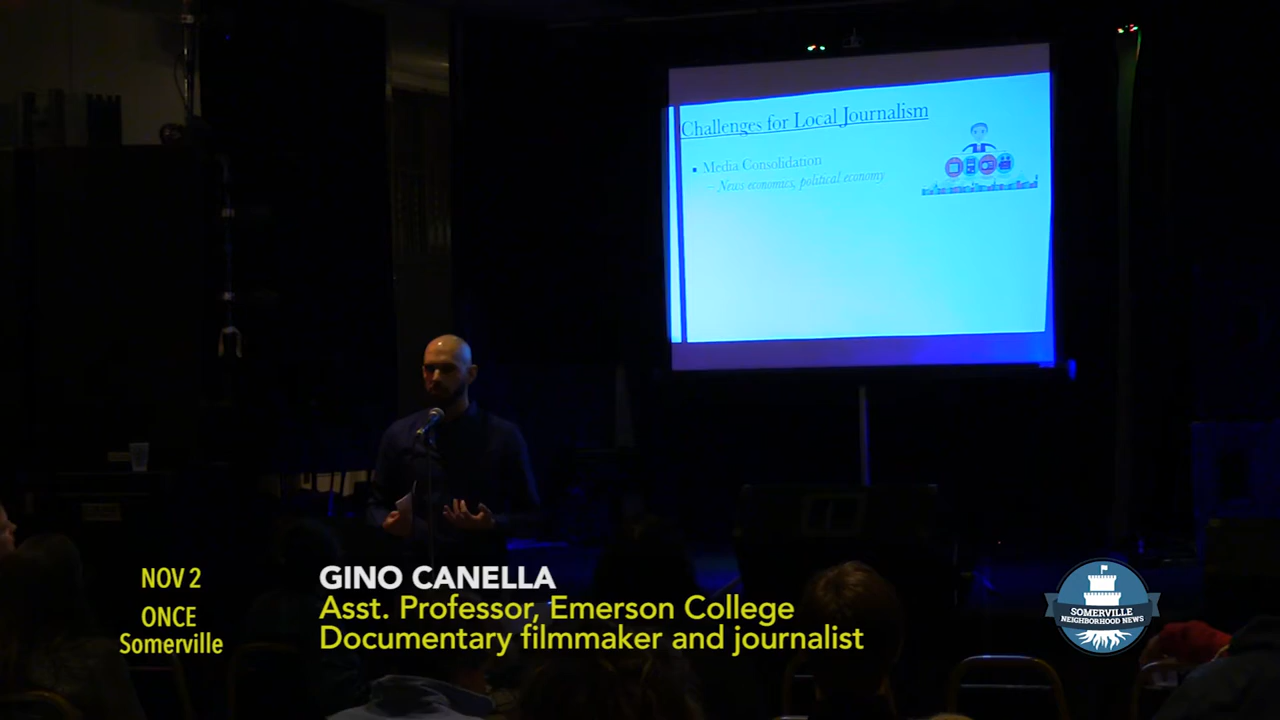 Challenges for Local Journalism
▪ Media Consolidation
– News economics, political economy
NOV 2
ONCE
Somerville
GINO CANELLA
Asst. Professor, Emerson College
Documentary filmmaker and journalist
SOMERVILLE
NEIGHBORHOOD NEWS